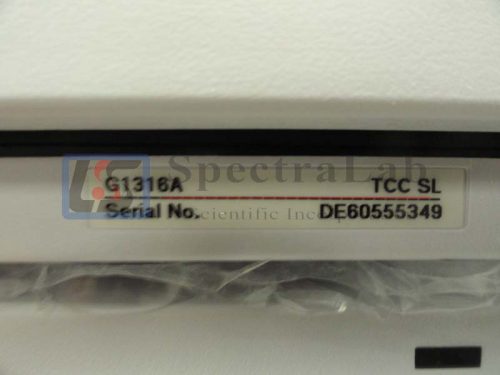 G1316A TCC SL
Serial No. DE60555349
SpectraLab
Scientific Inc